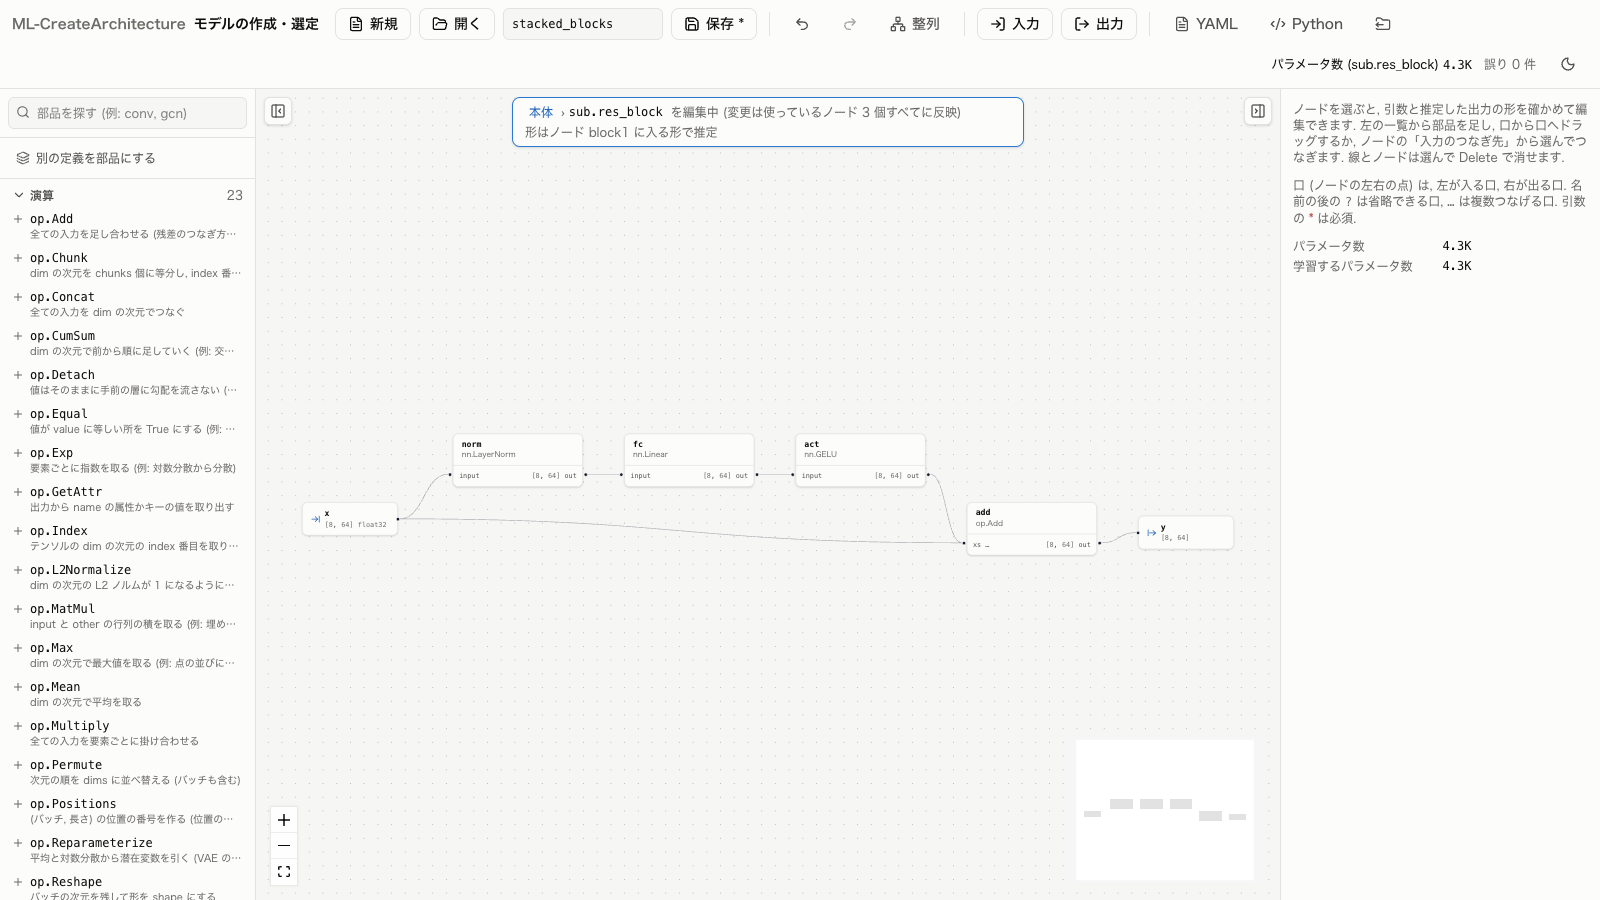 ML-CreateArchitecture モデルの作成・選定 新規 開く stacked_blocks 保存 * 整列 入力 出力 YAML Python
パラメータ数 (sub.res_block) 4.3K 誤り 0 件
部品を探す (例: conv, gcn)
別の定義を部品にする
演算 23
op.Add
全ての入力を足し合わせる (残差のつなぎ方…
op.Chunk
dim の次元を chunks 個に等分し, index 番…
op.Concat
全ての入力を dim の次元でつなぐ
op.CumSum
dim の次元で前から順に足していく (例: 交…
op.Detach
値はそのままに手前の層に勾配を流さない (…
op.Equal
値が value に等しい所を True にする (例: …
op.Exp
要素ごとに指数を取る (例: 対数分散から分散)
op.GetAttr
出力から name の属性かキーの値を取り出す
op.Index
テンソルの dim の次元の index 番目を取り…
op.L2Normalize
dim の次元の L2 ノルムが 1 になるように…
op.MatMul
input と other の行列の積を取る (例: 埋め…
op.Max
dim の次元で最大値を取る (例: 点の並びに…
op.Mean
dim の次元で平均を取る
op.Multiply
全ての入力を要素ごとに掛け合わせる
op.Permute
次元の順を dims に並べ替える (バッチも含む)
op.Positions
(バッチ, 長さ) の位置の番号を作る (位置の…
op.Reparameterize
平均と対数分散から潜在変数を引く (VAE の…
op.Reshape
バッチの次元を残して形を shape にする
本体 › sub.res_block を編集中 (変更は使っているノード 3 個すべてに反映)
形はノード block1 に入る形で推定
x
[8, 64] float32
norm
nn.LayerNorm
input [8, 64] out
fc
nn.Linear
input [8, 64] out
act
nn.GELU
input [8, 64] out
add
op.Add
xs … [8, 64] out
y
[8, 64]
ノードを選ぶと, 引数と推定した出力の形を確かめて編
集できます. 左の一覧から部品を足し, 口から口へドラ
ッグするか, ノードの「入力のつなぎ先」から選んでつ
なぎます. 線とノードは選んで Delete で消せます.
口 (ノードの左右の点) は, 左が入る口, 右が出る口. 名
前の後の ? は省略できる口, … は複数つなげる口. 引数
の * は必須.
パラメータ数 4.3K
学習するパラメータ数 4.3K